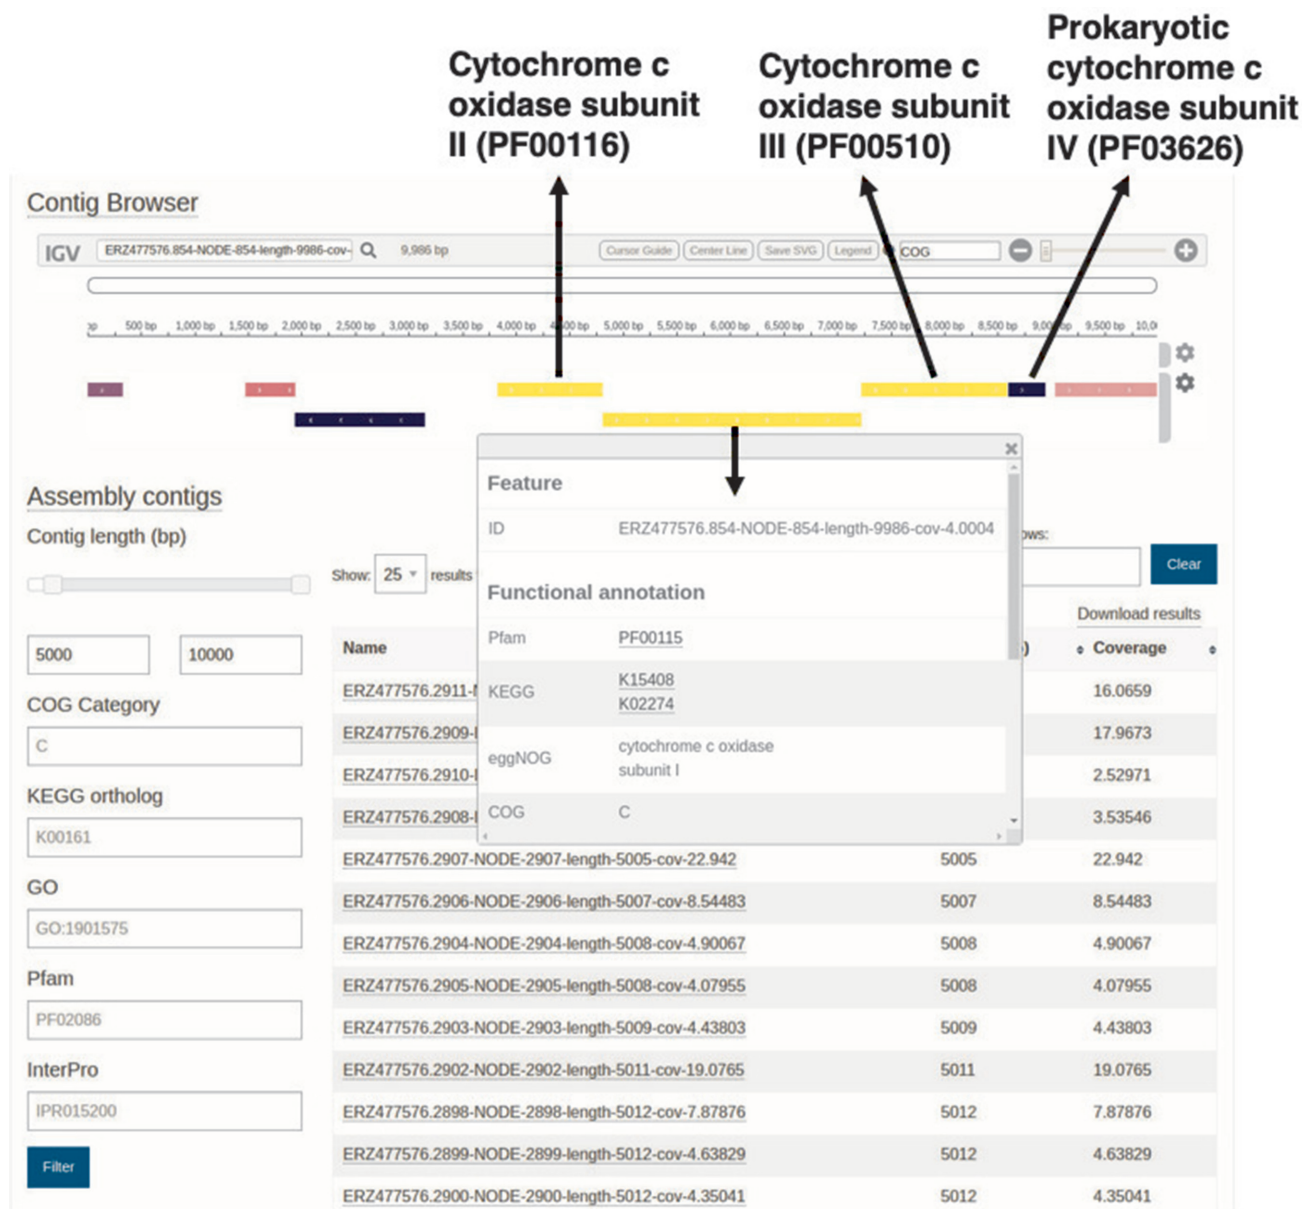 Cytochrome c
oxidase subunit
II (PF00116)
Cytochrome c
oxidase subunit
III (PF00510)
Prokaryotic
cytochrome c
oxidase subunit
IV (PF03626)
Contig Browser
IGV ERZ477576.854-NODE-854-length-9986-cov- 9,986 bp Cursor Guide Center Line Save SVG Legend COG
500 bp 1,000 bp 1,500 bp 2,000 bp 2,500 bp 3,000 bp 3,500 bp 4,000 bp 5,000 bp 5,500 bp 6,000 bp 6,500 bp 7,000 bp 7,500 bp 8,000 bp 8,500 bp 9,500 bp
Feature
ID ERZ477576.854-NODE-854-length-9986-cov-4.0004
Functional annotation
Pfam PF00115
KEGG K15408
K02274
eggNOG cytochrome c oxidase
subunit I
COG C
Assembly contigs
Contig length (bp)
5000 10000
COG Category
C
KEGG ortholog
K00161
GO
GO:1901575
Pfam
PF02086
InterPro
IPR015200
Filter
Show: 25 results
Clear
Download results
Name Coverage
ERZ477576.2911- 16.0659
ERZ477576.2909- 17.9673
ERZ477576.2910- 2.52971
ERZ477576.2908- 3.53546
ERZ477576.2907-NODE-2907-length-5005-cov-22.942 5005 22.942
ERZ477576.2906-NODE-2906-length-5007-cov-8.54483 5007 8.54483
ERZ477576.2904-NODE-2904-length-5008-cov-4.90067 5008 4.90067
ERZ477576.2905-NODE-2905-length-5008-cov-4.07955 5008 4.07955
ERZ477576.2903-NODE-2903-length-5009-cov-4.43803 5009 4.43803
ERZ477576.2902-NODE-2902-length-5011-cov-19.0765 5011 19.0765
ERZ477576.2898-NODE-2898-length-5012-cov-7.87876 5012 7.87876
ERZ477576.2899-NODE-2899-length-5012-cov-4.63829 5012 4.63829
ERZ477576.2900-NODE-2900-length-5012-cov-4.35041 5012 4.35041